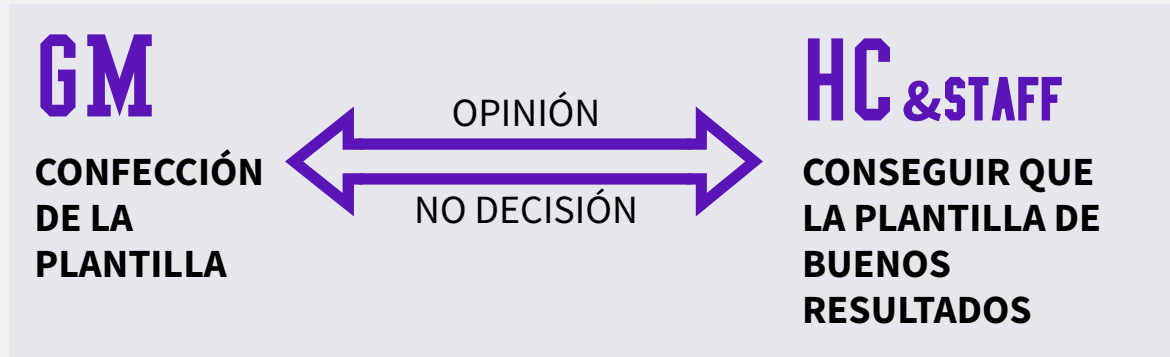 GM
CONFECCIÓN
DE LA
PLANTILLA
OPINIÓN
NO DECISIÓN
HC &STAFF
CONSEGUIR QUE
LA PLANTILLA DE
BUENOS
RESULTADOS